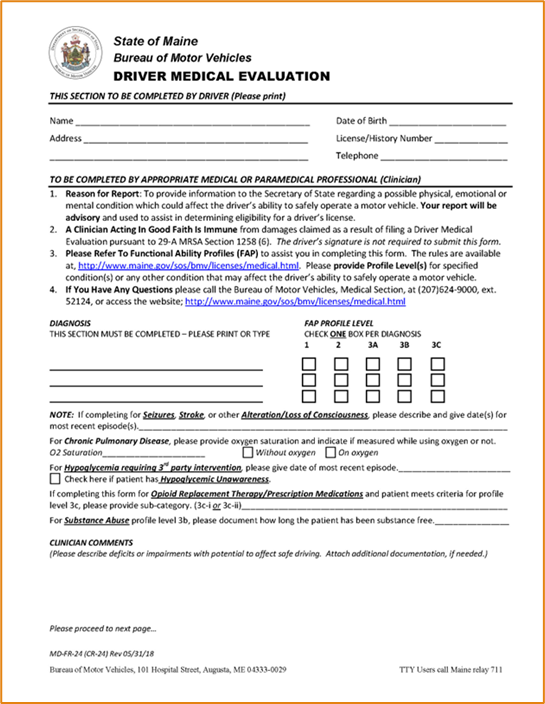 State of Maine
Bureau of Motor Vehicles
DRIVER MEDICAL EVALUATION
THIS SECTION TO BE COMPLETED BY DRIVER (Please print)
Name Date of Birth
Address License/History Number
Telephone
TO BE COMPLETED BY APPROPRIATE MEDICAL OR PARAMEDICAL PROFESSIONAL (Clinician)
1. Reason for Report: To provide information to the Secretary of State regarding a possible physical, emotional or
mental condition which could affect the driver's ability to safely operate a motor vehicle. Your report will be
advisory and used to assist in determining eligibility for a driver's license.
2. A Clinician Acting In Good Faith Is Immune from damages claimed as a result of filing a Driver Medical
Evaluation pursuant to 29-A MRSA Section 1258 (6). The driver's signature is not required to submit this form.
3. Please Refer To Functional Ability Profiles (FAP) to assist you in completing this form. The rules are available
at, http://www.maine.gov/sos/bmv/licenses/medical.html. Please provide Profile Level(s) for specified
condition(s) or any other condition that may affect the driver's ability to safely operate a motor vehicle.
4. If You Have Any Questions please call the Bureau of Motor Vehicles, Medical Section, at (207)624-9000, ext.
52124, or access the website; http://www.maine.gov/sos/bmv/licenses/medical.html
DIAGNOSIS FAP PROFILE LEVEL
THIS SECTION MUST BE COMPLETED – PLEASE PRINT OR TYPE CHECK ONE BOX PER DIAGNOSIS
1 2 3A 3B 3C
NOTE: If completing for Seizures, Stroke, or other Alteration/Loss of Consciousness, please describe and give date(s) for
most recent episode(s).
For Chronic Pulmonary Disease, please provide oxygen saturation and indicate if measured while using oxygen or not.
O2 Saturation Without oxygen On oxygen
For Hypoglycemia requiring 3rd party intervention, please give date of most recent episode.
Check here if patient has Hypoglycemic Unawareness.
If completing this form for Opioid Replacement Therapy/Prescription Medications and patient meets criteria for profile
level 3c, please provide sub-category. (3c-i or 3c-ii)
For Substance Abuse profile level 3b, please document how long the patient has been substance free.
CLINICIAN COMMENTS
(Please describe deficits or impairments with potential to affect safe driving. Attach additional documentation, if needed.)
Please proceed to next page…
MD-FR-24 (CR-24) Rev 05/31/18
Bureau of Motor Vehicles, 101 Hospital Street, Augusta, ME 04333-0029 TTY Users call Maine relay 711